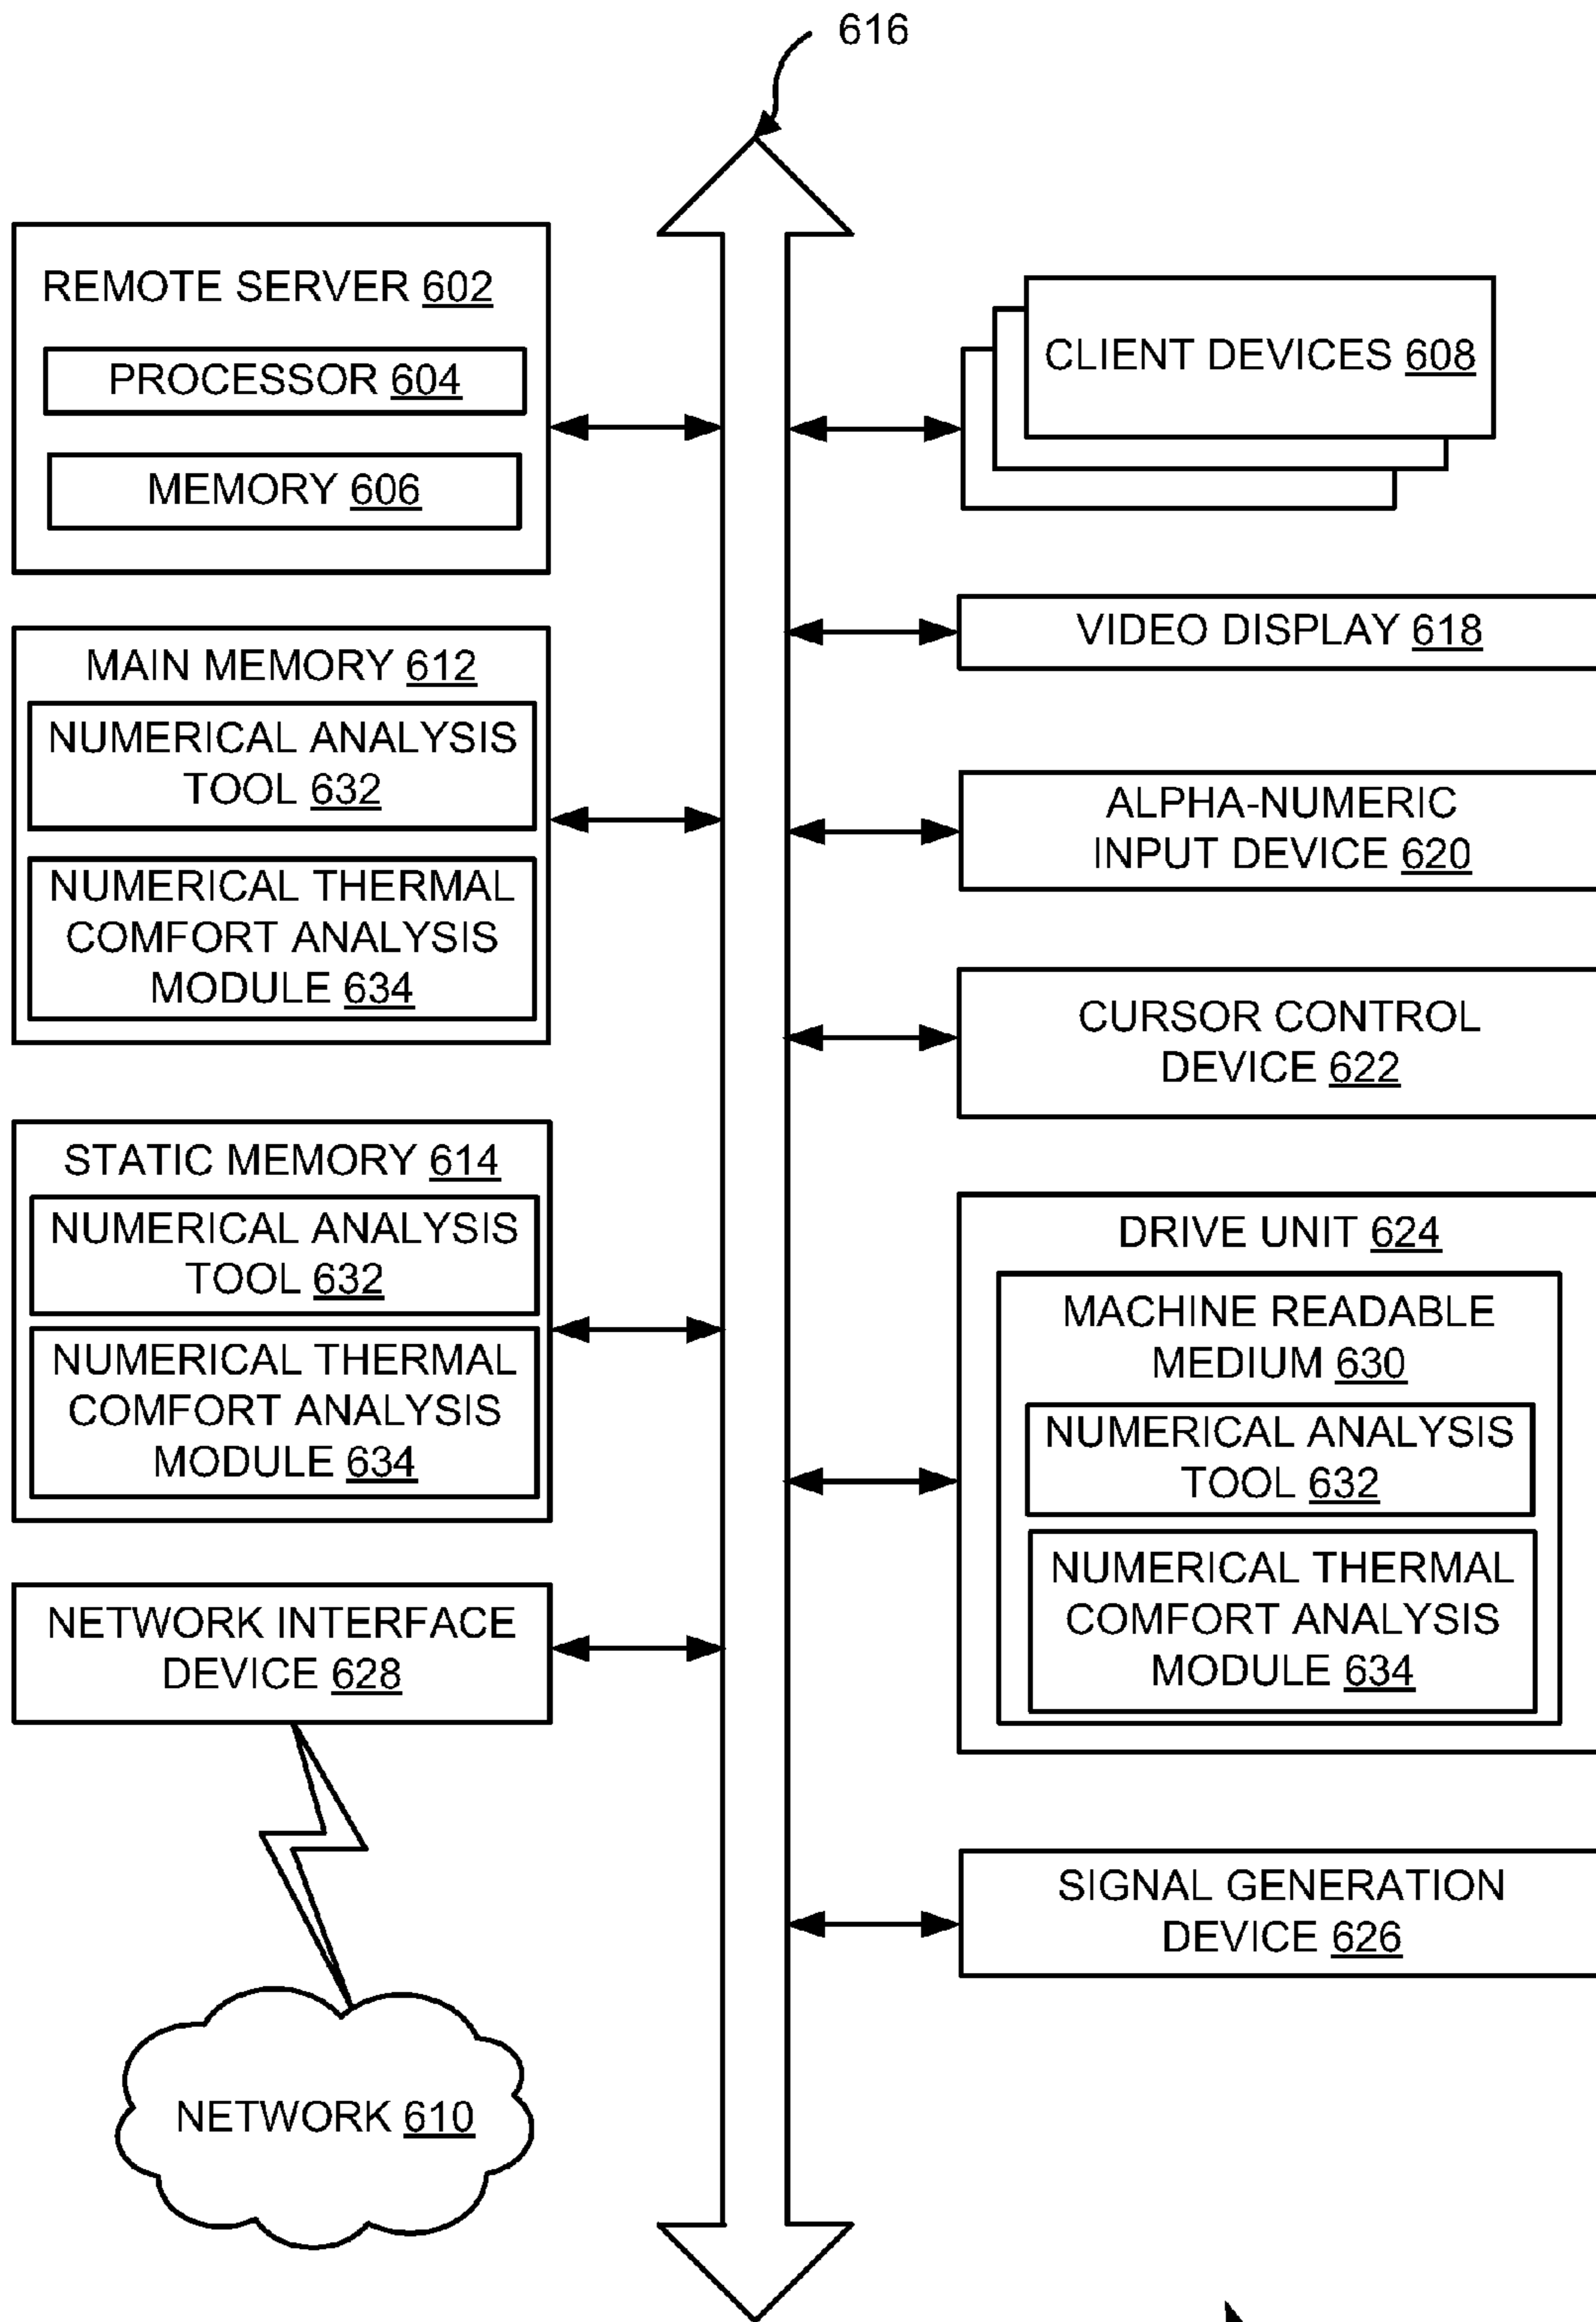 616
REMOTE SERVER 602
PROCESSOR 604
MEMORY 606
MAIN MEMORY 612
NUMERICAL ANALYSIS
TOOL 632
NUMERICAL THERMAL
COMFORT ANALYSIS
MODULE 634
STATIC MEMORY 614
NUMERICAL ANALYSIS
TOOL 632
NUMERICAL THERMAL
COMFORT ANALYSIS
MODULE 634
NETWORK INTERFACE
DEVICE 628
NETWORK 610
CLIENT DEVICES 608
VIDEO DISPLAY 618
ALPHA-NUMERIC
INPUT DEVICE 620
CURSOR CONTROL
DEVICE 622
DRIVE UNIT 624
MACHINE READABLE
MEDIUM 630
NUMERICAL ANALYSIS
TOOL 632
NUMERICAL THERMAL
COMFORT ANALYSIS
MODULE 634
SIGNAL GENERATION
DEVICE 626